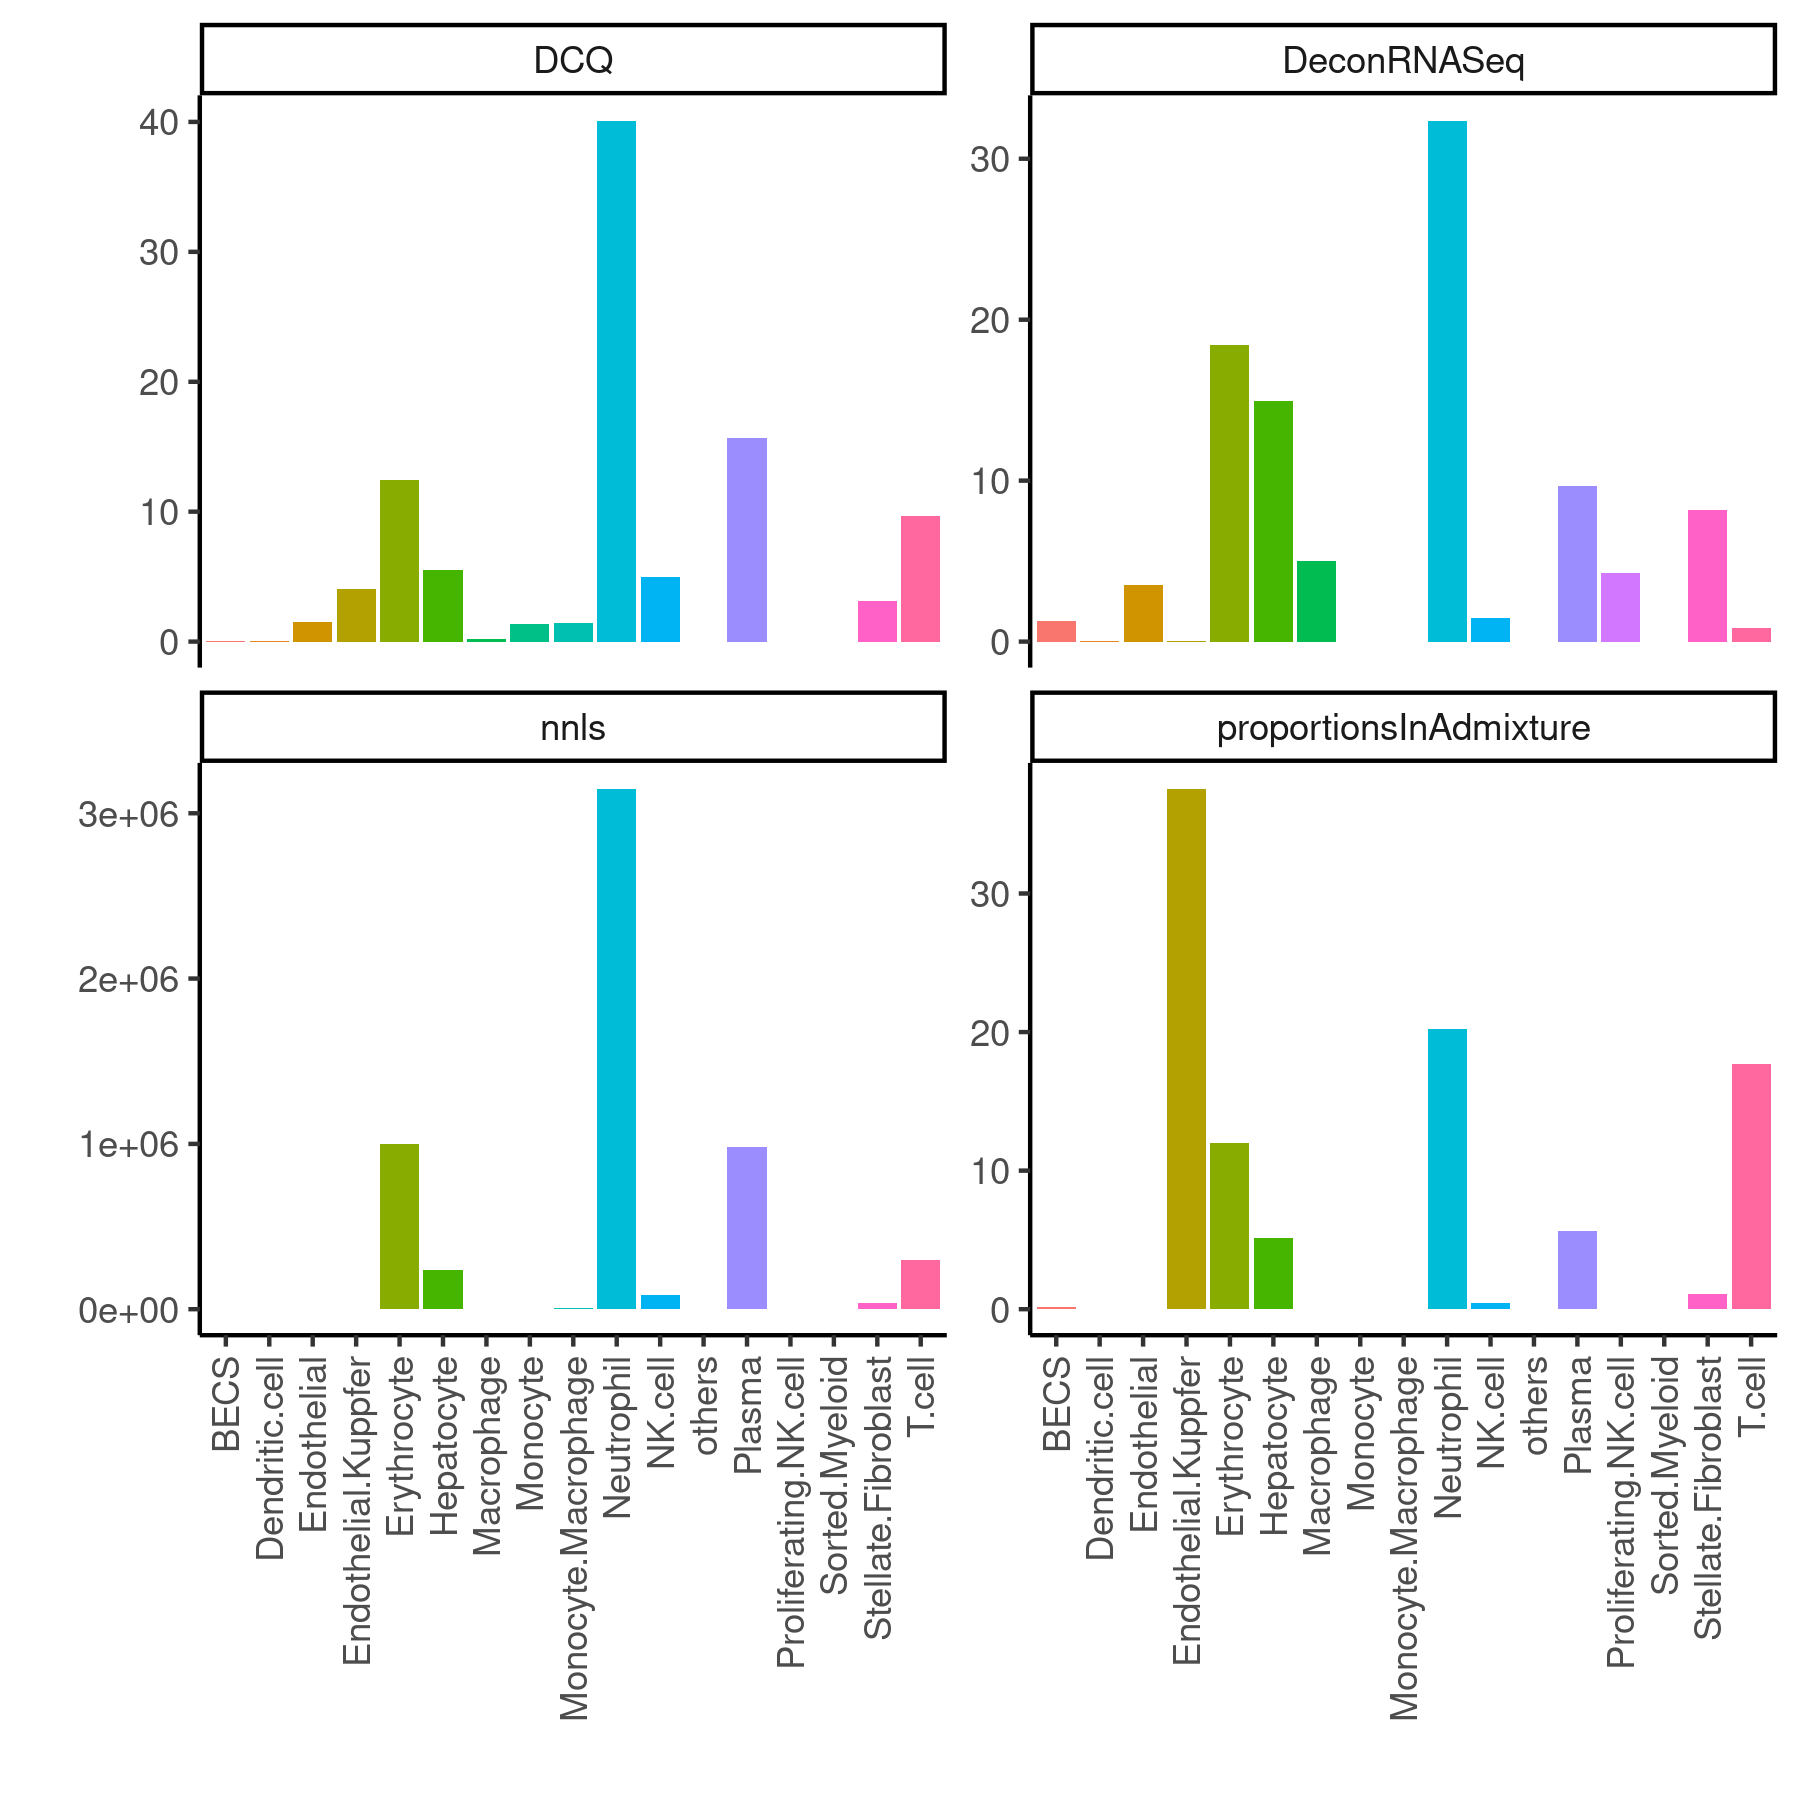 DCQ
DeconRNASeq
40
30
20
10
0
30
20
10
0
nnls
proportionsInAdmixture
3e+06
2e+06
1e+06
0e+00
30
20
10
0
BECS
Dendritic.cell
Endothelial
Endothelial.Kuppfer
Erythrocyte
Hepatocyte
Macrophage
Monocyte
Monocyte.Macrophage
Neutrophil
NK.cell
others
Plasma
Proliferating.NK.cell
Sorted.Myeloid
Stellate.Fibroblast
T.cell
BECS
Dendritic.cell
Endothelial
Endothelial.Kuppfer
Erythrocyte
Hepatocyte
Macrophage
Monocyte
Monocyte.Macrophage
Neutrophil
NK.cell
others
Plasma
Proliferating.NK.cell
Sorted.Myeloid
Stellate.Fibroblast
T.cell